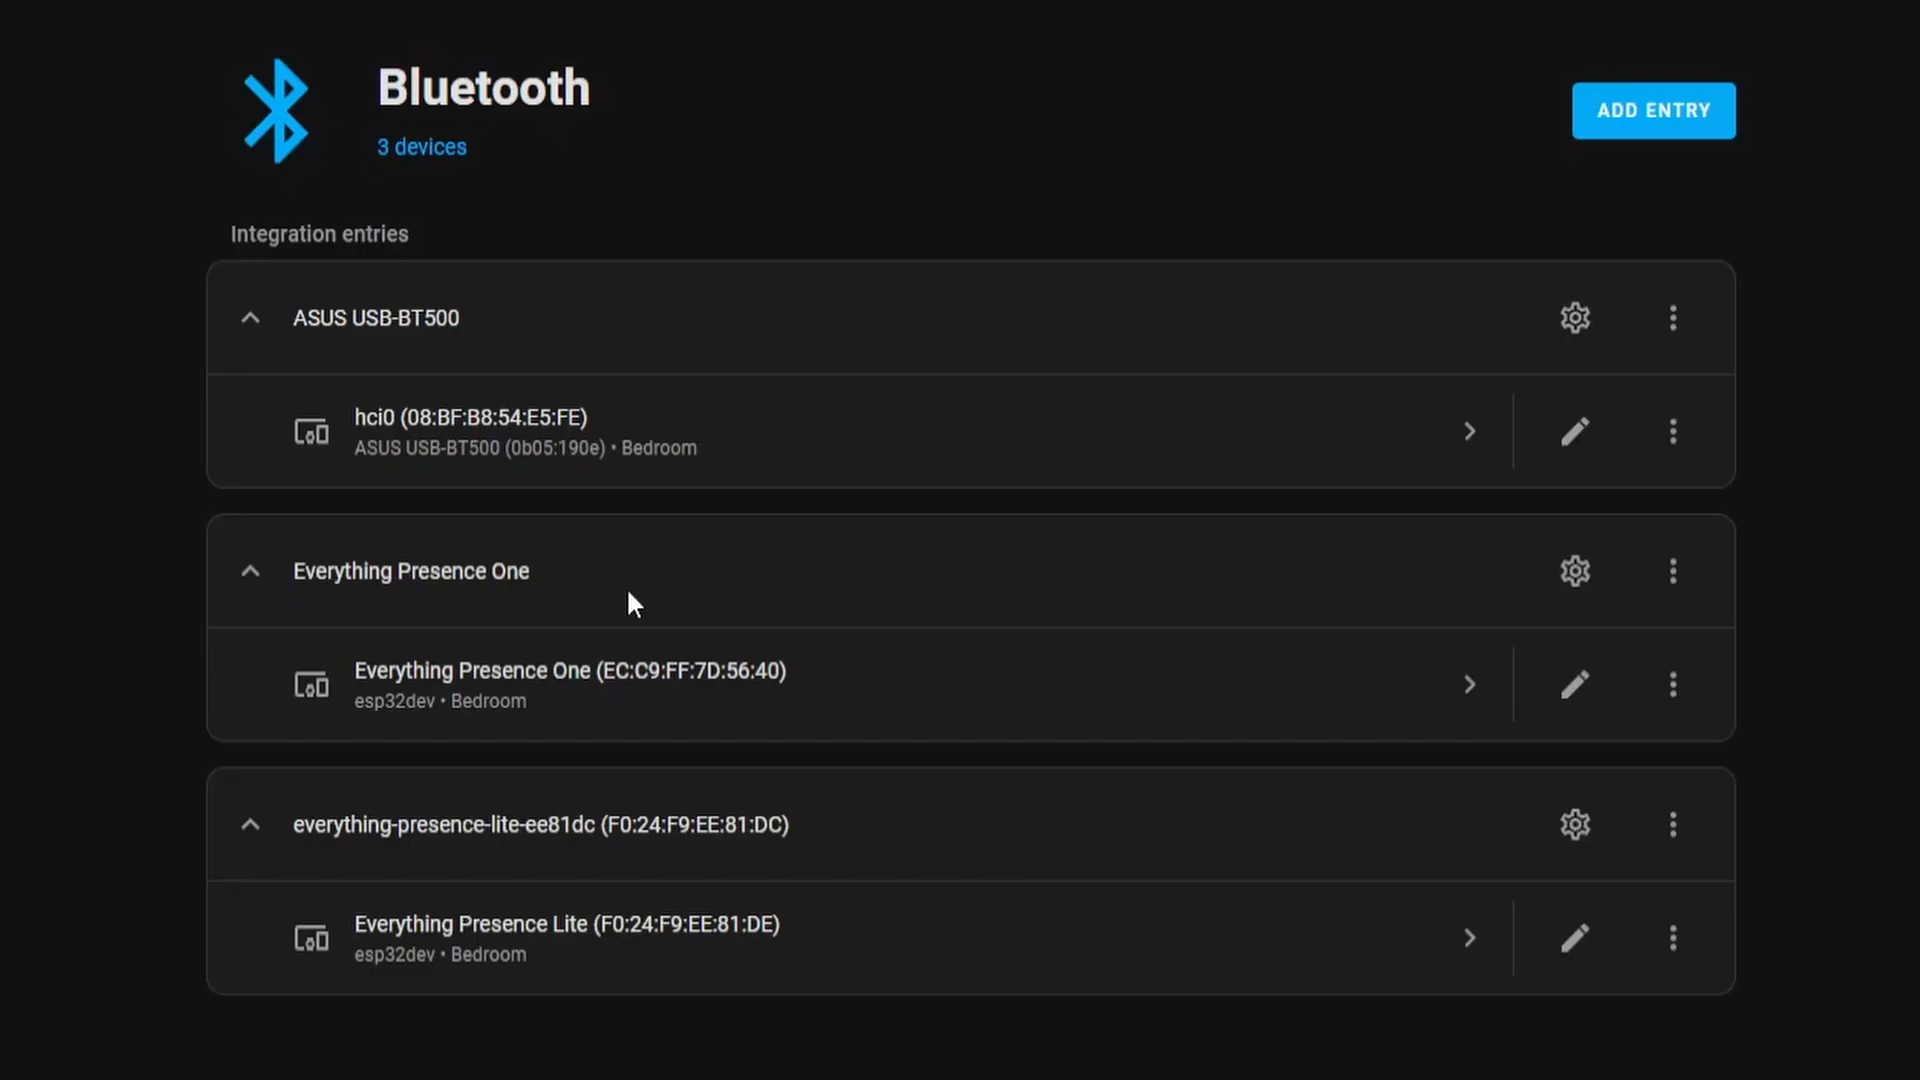 Bluetooth
3 devices
ADD ENTRY
Integration entries
ASUS USB-BT500
hci0 (08:BF:B8:54:E5:FE)
ASUS USB-BT500 (0b05:190e) • Bedroom
Everything Presence One
Everything Presence One (EC:C9:FF:7D:56:40)
esp32dev • Bedroom
everything-presence-lite-ee81dc (F0:24:F9:EE:81:DC)
Everything Presence Lite (F0:24:F9:EE:81:DE)
esp32dev • Bedroom